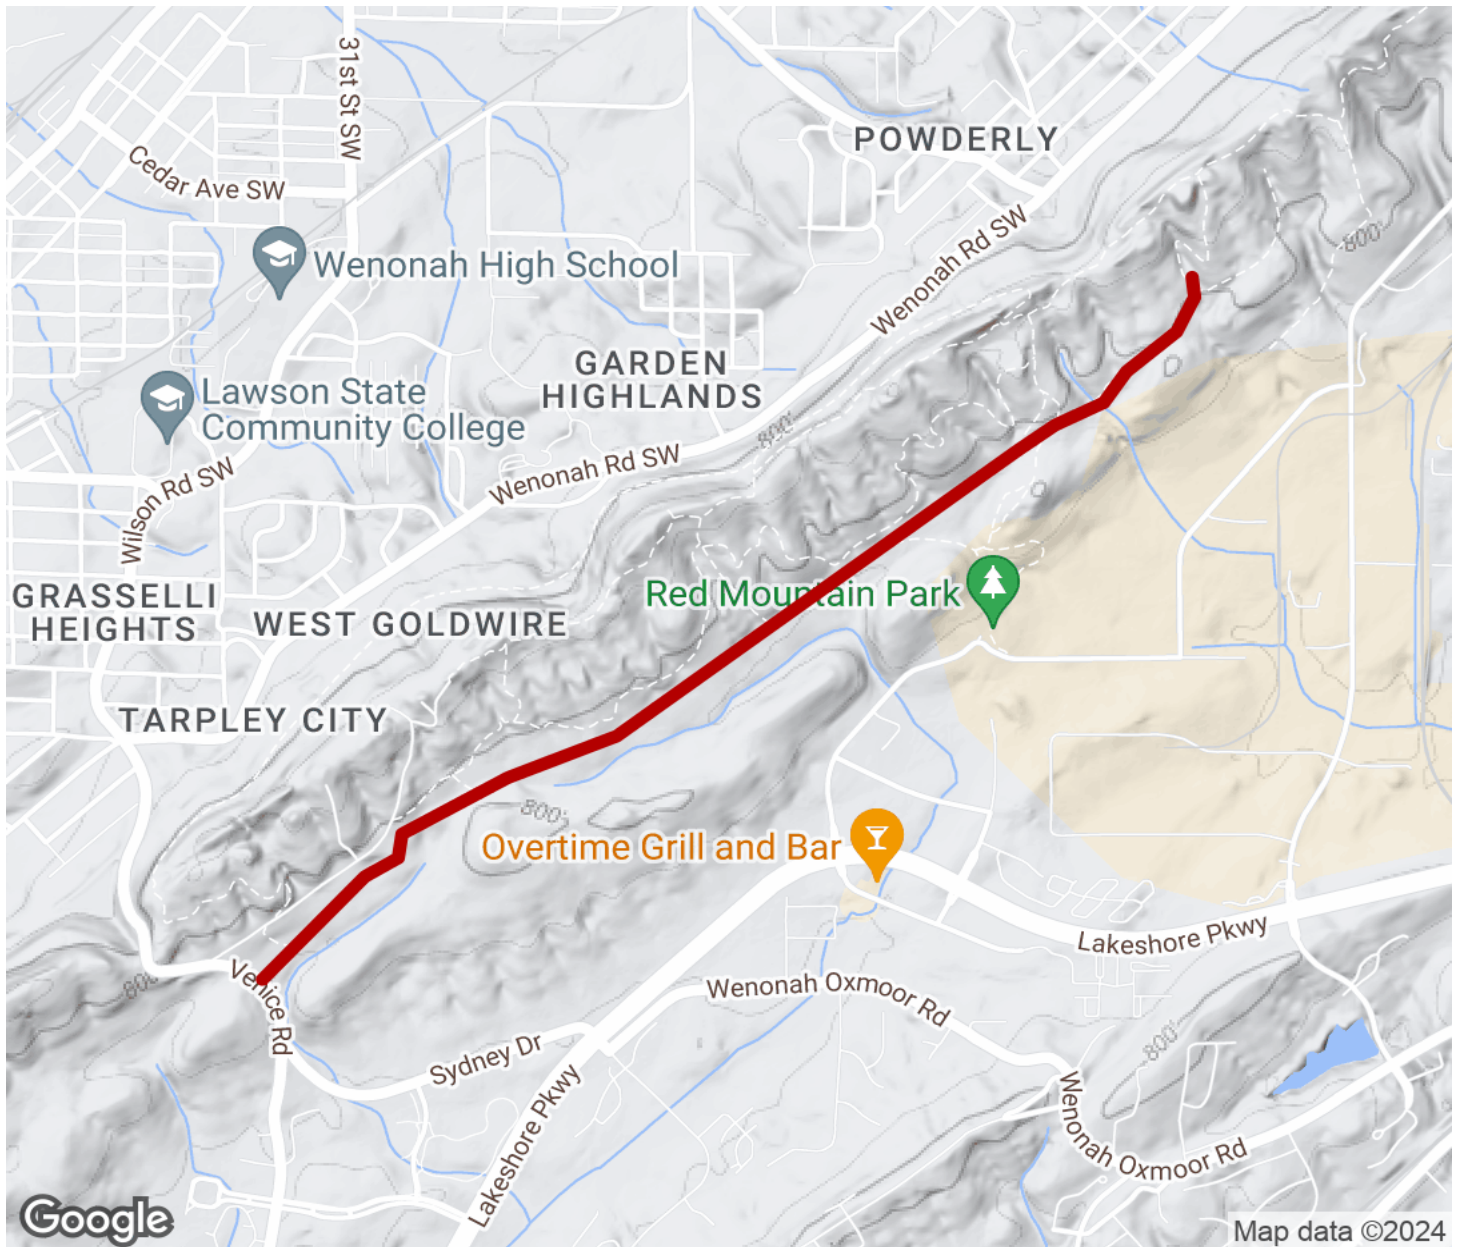 31st St SW
POWDERLY
Cedar Ave SW
Wenonah Rd SW
800'
Wenonah High School
GARDEN
HIGHLANDS
Lawson State
Community College
800'
Wenonah Rd SW
Wilson Rd SW
GRASSELLI
HEIGHTS
WEST GOLDWIRE
Red Mountain Park
TARPLEY CITY
800'
Overtime Grill and Bar
Lakeshore Pkwy
Venice Rd
800'
Wenonah Oxmoor Rd
800'
Sydney Dr
Lakeshore Pkwy
Wenonah Oxmoor Rd
Google
Map data ©2024